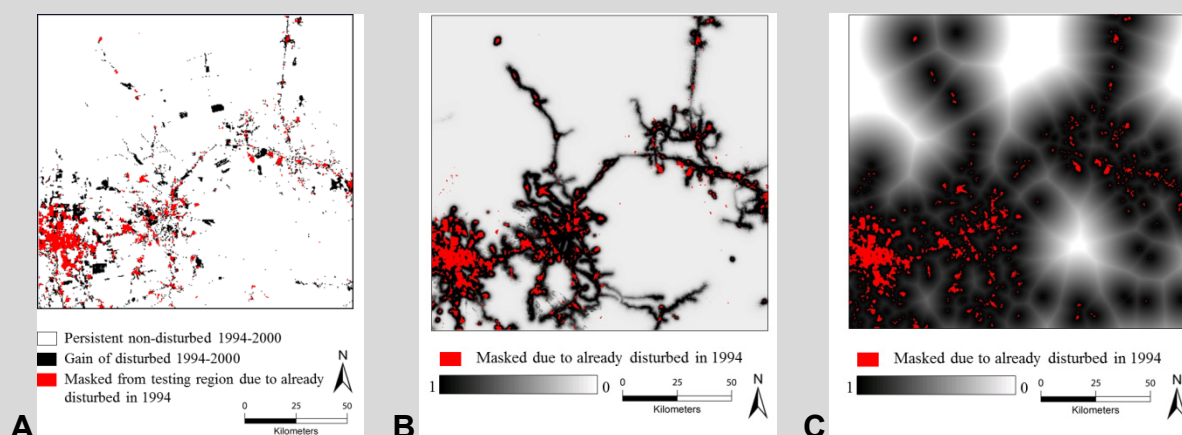 Persistent non-disturbed 1994-2000
Gain of disturbed 1994-2000
Masked from testing region due to already
disturbed in 1994
N
0 25 50
Kilometers
A
Masked due to already disturbed in 1994
1 0
0 25 50
Kilometers
N
B
Masked due to already disturbed in 1994
1 0
0 25 50
Kilometers
N
C